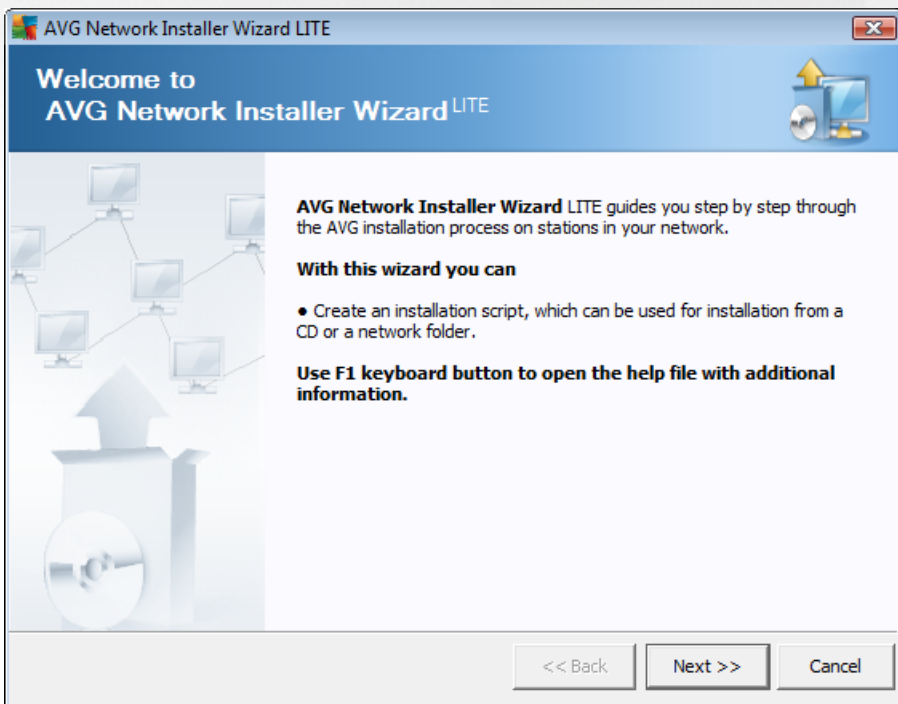 AVG Network Installer Wizard LITE
Welcome to
AVG Network Installer Wizard LITE
AVG Network Installer Wizard LITE guides you step by step through
the AVG installation process on stations in your network.
With this wizard you can
● Create an installation script, which can be used for installation from a
CD or a network folder.
Use F1 keyboard button to open the help file with additional
information.
<< Back
Next >>
Cancel